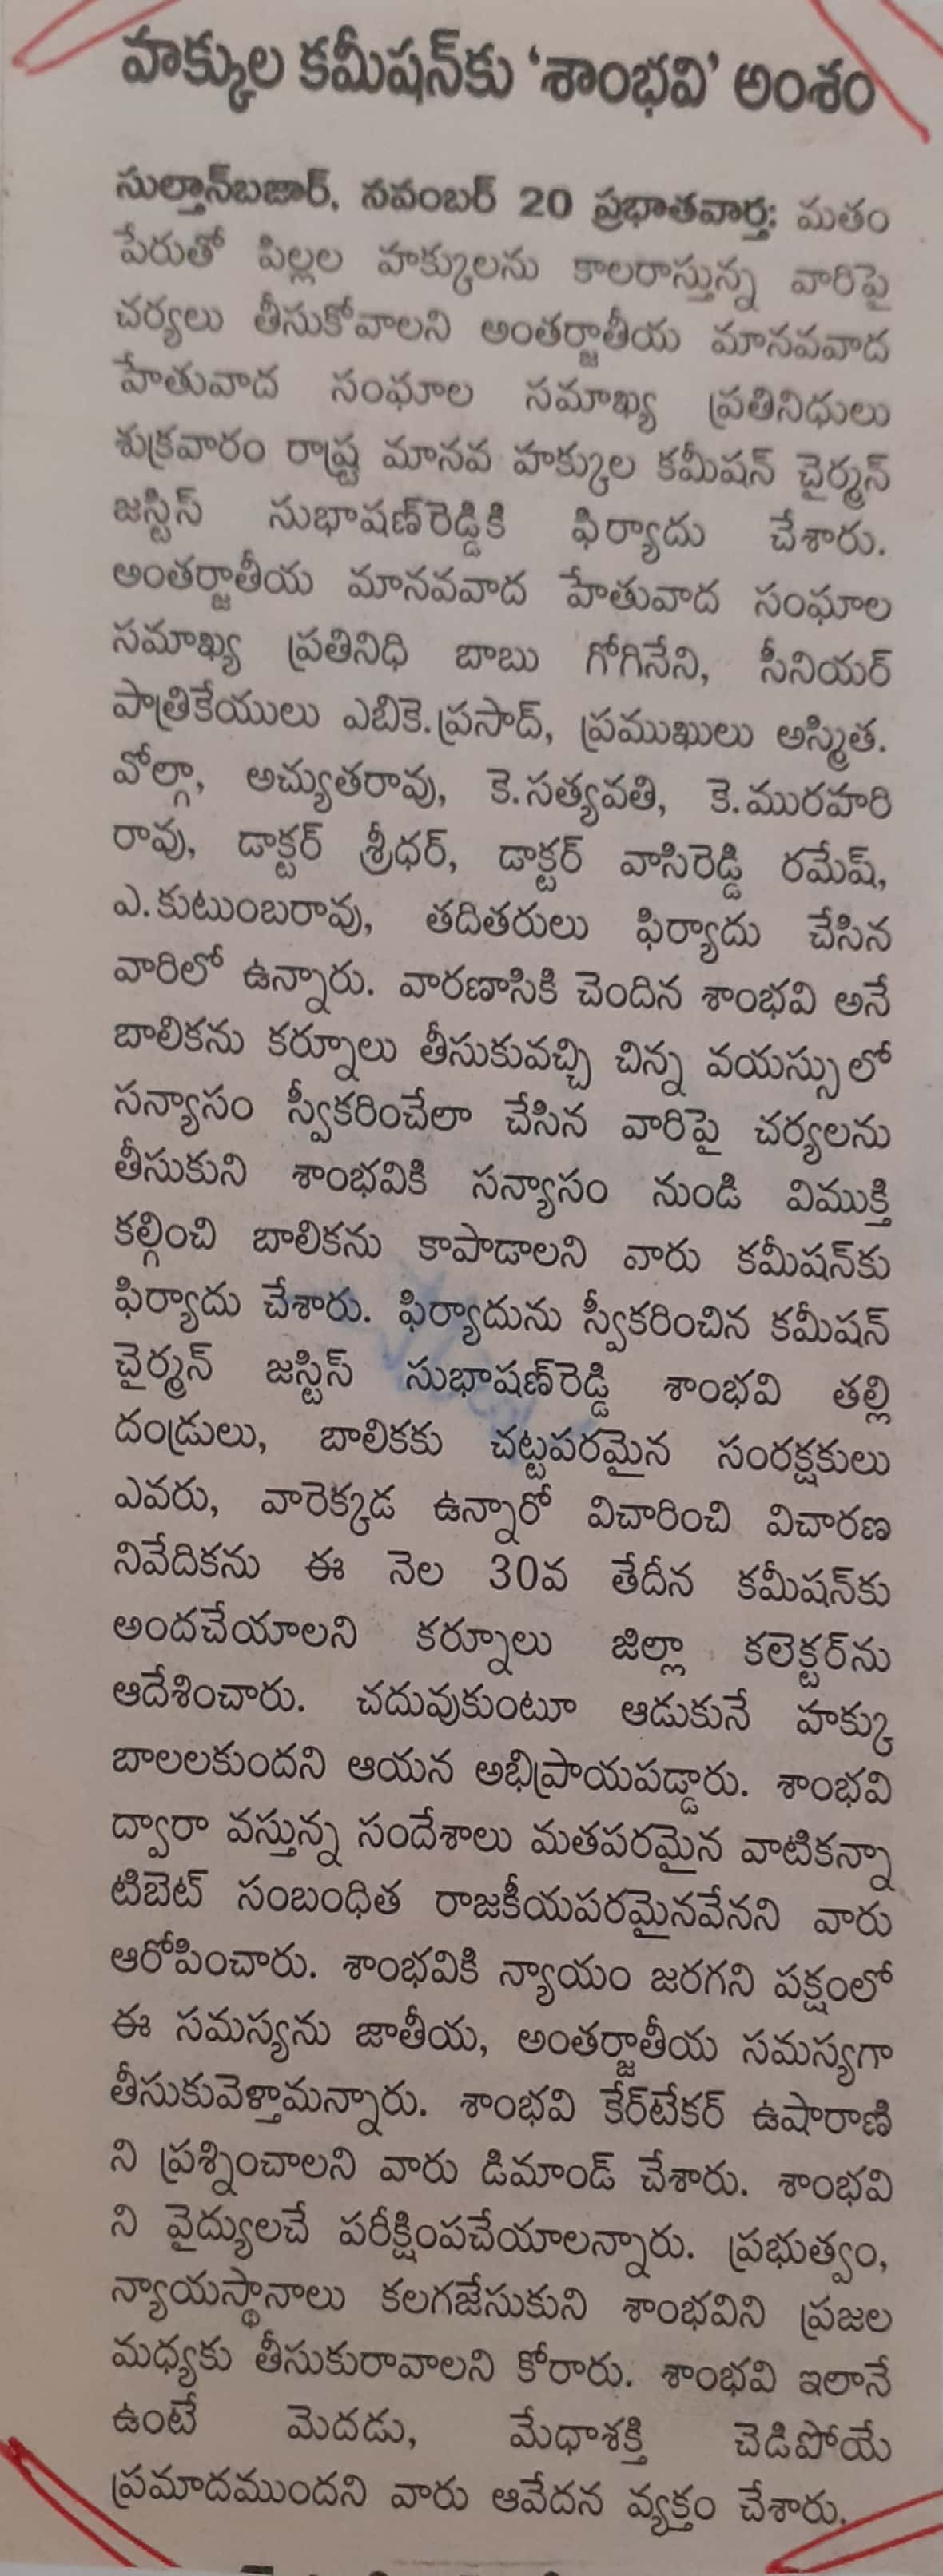 హక్కుల కమీషన్‌కు ‘శాంభవి’ అంశం
సుల్తాన్‌బజార్, నవంబర్ 20 ప్రభాతవార్త: మతం
పేరుతో పిల్లల హక్కులను కాలరాస్తున్న వారిపై
చర్యలు తీసుకోవాలని అంతర్జాతీయ మానవవాద
హేతువాద సంఘాల సమాఖ్య ప్రతినిధులు
శుక్రవారం రాష్ట్ర మానవ హక్కుల కమీషన్ చైర్మన్
జస్టిస్ సుభాషణ్‌రెడ్డికి ఫిర్యాదు చేశారు.
అంతర్జాతీయ మానవవాద హేతువాద సంఘాల
సమాఖ్య ప్రతినిధి బాబు గోగినేని, సీనియర్
పాత్రికేయులు ఎబికె.ప్రసాద్, ప్రముఖులు అస్మిత.
వోల్గా, అచ్యుతరావు, కె.సత్యవతి, కె.మురహరి
రావు, డాక్టర్ శ్రీధర్, డాక్టర్ వాసిరెడ్డి రమేష్,
ఎ.కుటుంబరావు, తదితరులు ఫిర్యాదు చేసిన
వారిలో ఉన్నారు. వారణాసికి చెందిన శాంభవి అనే
బాలికను కర్నూలు తీసుకువచ్చి చిన్న వయస్సులో
సన్యాసం స్వీకరించేలా చేసిన వారిపై చర్యలను
తీసుకుని శాంభవికి సన్యాసం నుండి విముక్తి
కల్గించి బాలికను కాపాడాలని వారు కమీషన్‌కు
ఫిర్యాదు చేశారు. ఫిర్యాదును స్వీకరించిన కమీషన్
చైర్మన్ జస్టిస్ సుభాషణ్‌రెడ్డి శాంభవి తల్లి
దండ్రులు, బాలికకు చట్టపరమైన సంరక్షకులు
ఎవరు, వారెక్కడ ఉన్నారో విచారించి విచారణ
నివేదికను ఈ నెల 30వ తేదీన కమీషన్‌కు
అందచేయాలని కర్నూలు జిల్లా కలెక్టర్‌ను
ఆదేశించారు. చదువుకుంటూ ఆడుకునే హక్కు
బాలలకుందని ఆయన అభిప్రాయపడ్డారు. శాంభవి
ద్వారా వస్తున్న సందేశాలు మతపరమైన వాటికన్నా
టిబెట్ సంబంధిత రాజకీయపరమైనవేనని వారు
ఆరోపించారు. శాంభవికి న్యాయం జరగని పక్షంలో
ఈ సమస్యను జాతీయ, అంతర్జాతీయ సమస్యగా
తీసుకువెళ్తామన్నారు. శాంభవి కేర్‌టేకర్ ఉషారాణి
ని ప్రశ్నించాలని వారు డిమాండ్ చేశారు. శాంభవి
ని వైద్యులచే పరీక్షింపచేయాలన్నారు. ప్రభుత్వం,
న్యాయస్థానాలు కలగజేసుకుని శాంభవిని ప్రజల
మధ్యకు తీసుకురావాలని కోరారు. శాంభవి ఇలానే
ఉంటే మెదడు, మేధాశక్తి చెడిపోయే
ప్రమాదముందని వారు ఆవేదన వ్యక్తం చేశారు.